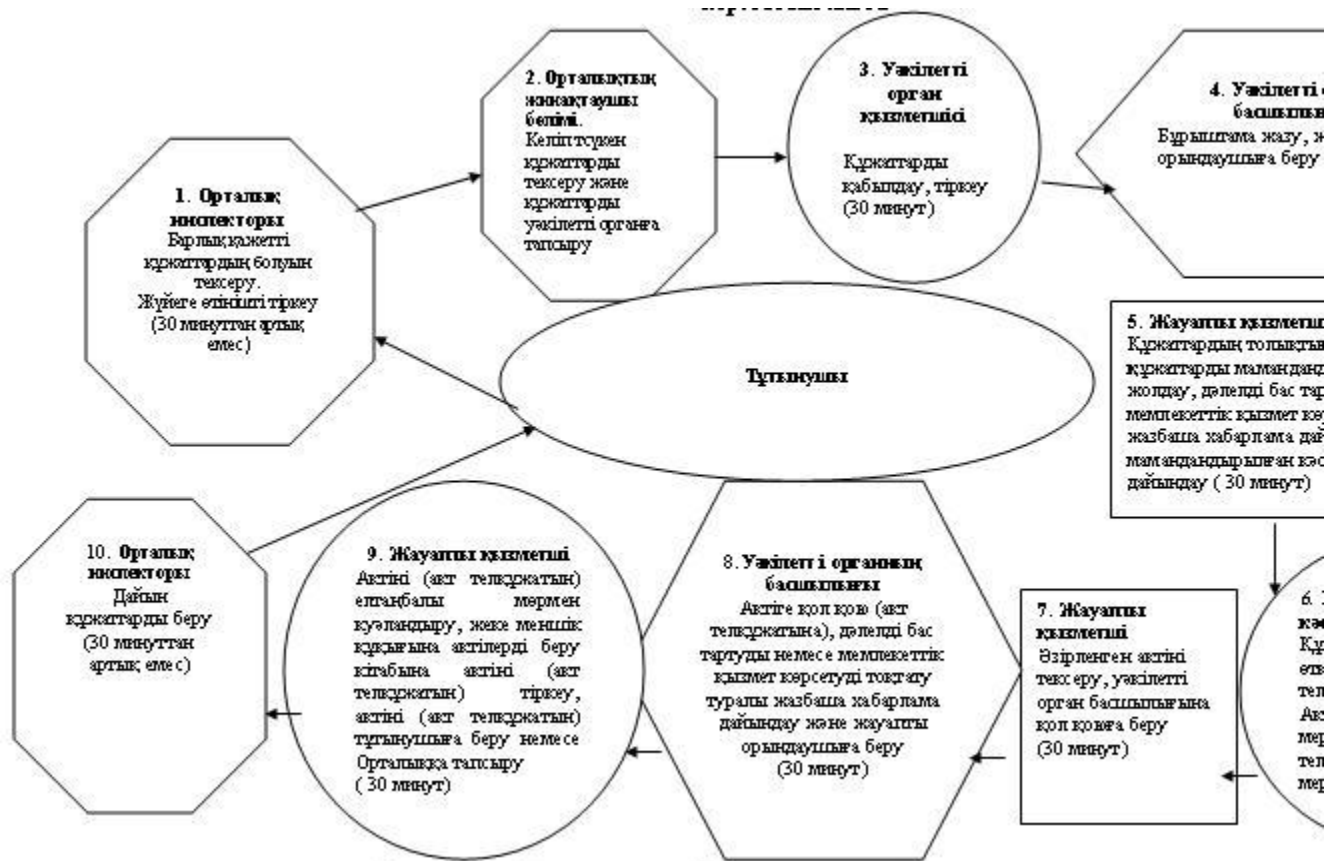 1. Орталық
инспекторы
Барлық қажетті
құжаттардың болуын
тексеру.
Жүйеге өтінішті тіркеу
(30 минуттан артық
емес)
2. Орталықтың
жинақтаушы
бөлімі.
Келіп тсукен
құжаттарды
тексеру және
құжаттарды
уәкілетті органға
тапсыру
3. Уәкілетті
орган
қызметшісі
Құжаттарды
қабылдау, тіркеу
(30 минут)
4. Уәкілетті
Бұрыштама жазу,
орындаушыға беру
Тұтынушы
5. Жауапты
Құжаттардың
құжаттарды
жолдау, дәлелді бас
мемлекеттік қызмет
жазбаша хабарлама
мамандандырылған
дайындау ( 30 минут)
6.
7. Жауапты
қызметші
Әзірленген актіні
тексеру, уәкілетті
орган басшылығына
қол қоюға беру
(30 минут)
8. Уәкілетт і органның
басшылығы
Актіге қол қою (акт
телқұжатына), дәлелді бас
тартуды немесе мемлекеттік
қызмет көрсетуді тоқтату
туралы жазбаша хабарлама
дайындау және жауапты
орындаушыға беру
(30 минут)
9. Жауапты қызметші
Актіні (акт телқұжатын)
елтаңбалы мөрмен
куәландыру, жеке меншік
құқығына актілерді беру
кітабына актіні (акт
телқұжатын) тіркеу,
актіні (акт телқұжатын)
тұтынушыға беру немесе
Орталыққа тапсыру
( 30 минут)
10. Орталық
инспекторы
Дайын
құжаттарды беру
(30 минуттан
артық емес)